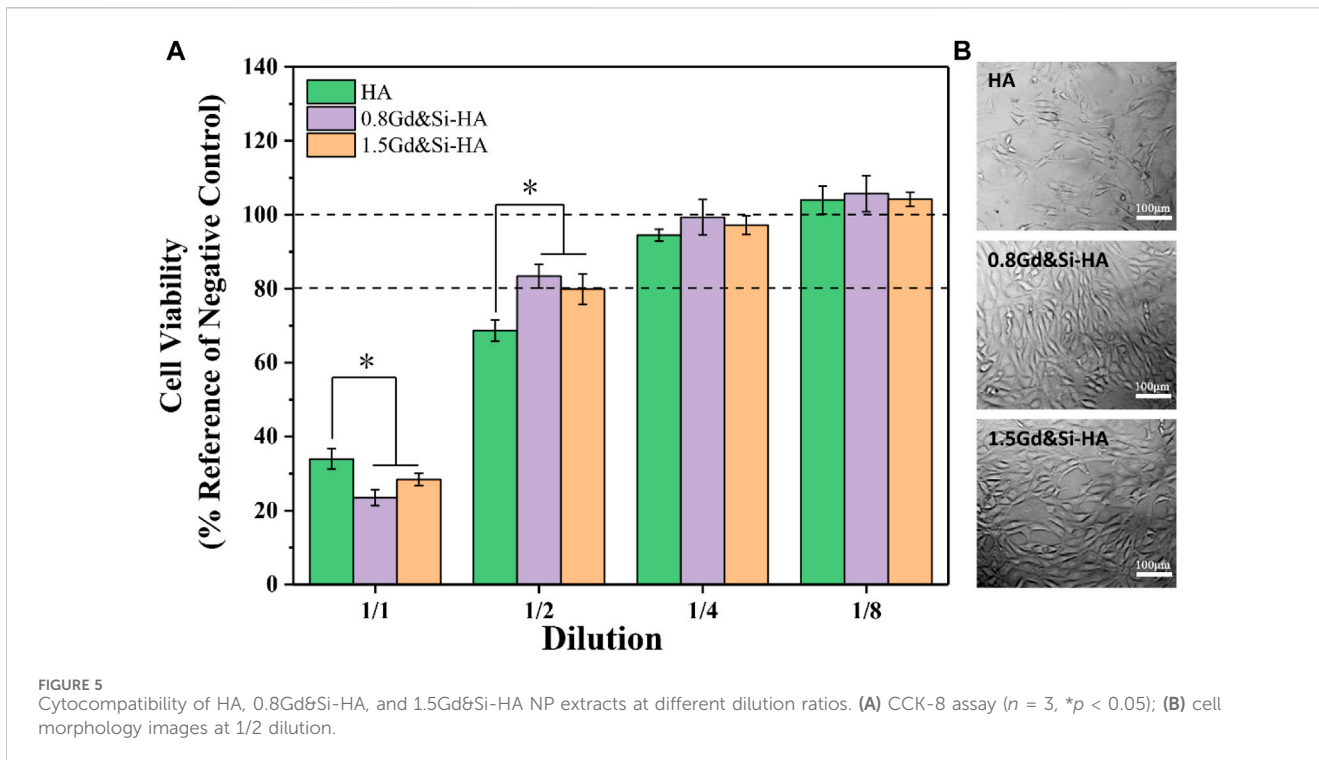 A
B
Cell Viability
(% Reference of Negative Control)
140
120
100
80
60
40
20
0
HA
0.8Gd&Si-HA
1.5Gd&Si-HA
*
*
1/1
1/2
1/4
1/8
Dilution
HA
100μm
0.8Gd&Si-HA
100μm
1.5Gd&Si-HA
100μm
FIGURE 5
Cytocompatibility of HA, 0.8Gd&Si-HA, and 1.5Gd&Si-HA NP extracts at different dilution ratios. (A) CCK-8 assay (n = 3, *p < 0.05); (B) cell
morphology images at 1/2 dilution.